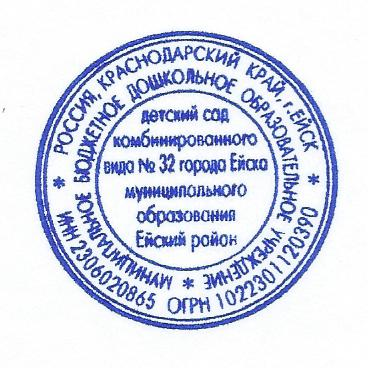 * РОССИЯ, КРАСНОДАРСКИЙ КРАЙ, г. ЕЙСК *
ИНН 2306020865 ОГРН 1022301120390
* МУНИЦИПАЛЬНОЕ БЮДЖЕТНОЕ ДОШКОЛЬНОЕ ОБРАЗОВАТЕЛЬНОЕ УЧРЕЖДЕНИЕ
детский сад
комбинированного
вида № 32 города Ейска
муниципального
образования
Ейский район